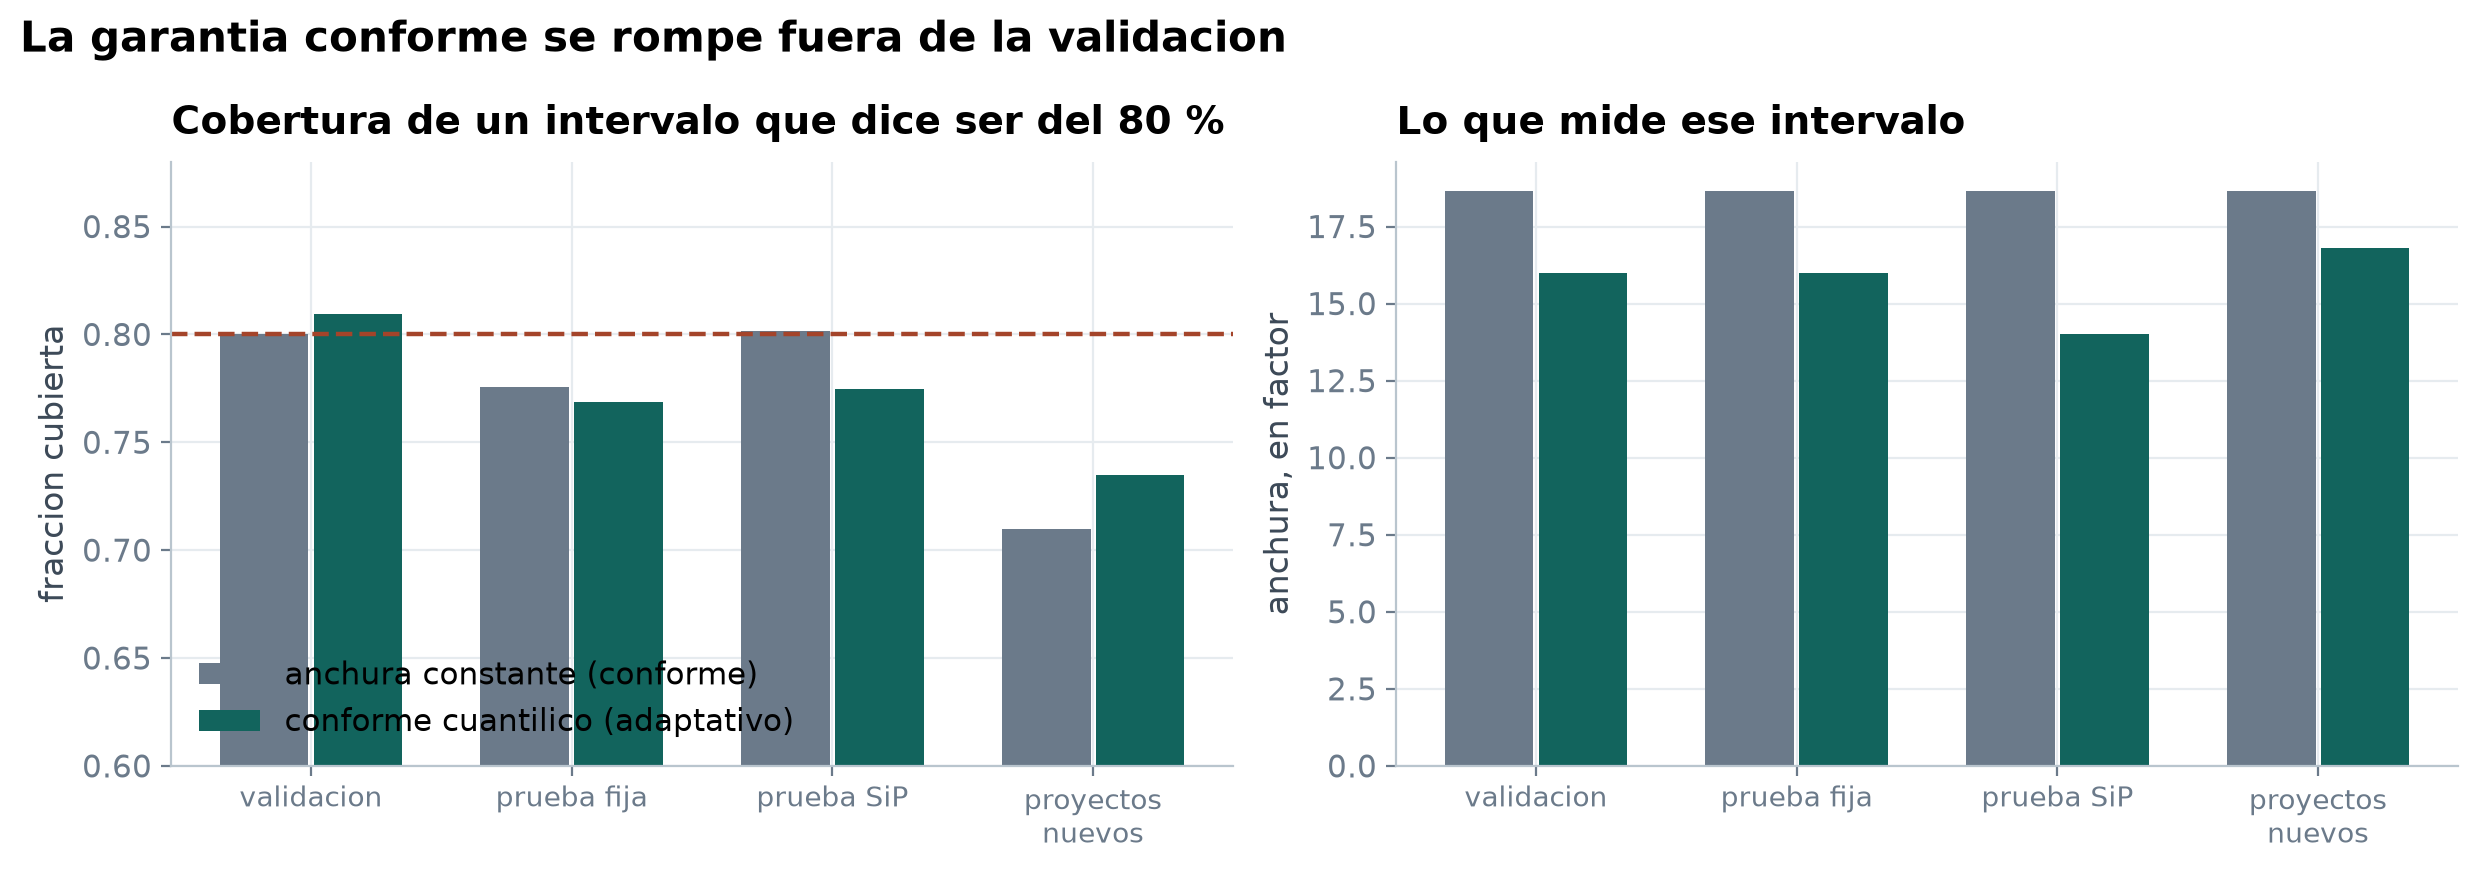 La garantia conforme se rompe fuera de la validacion
Cobertura de un intervalo que dice ser del 80 %
fraccion cubierta
0.85
0.80
0.75
0.70
0.65
0.60
anchura constante (conforme)
conforme cuantilico (adaptativo)
validacion
prueba fija
prueba SiP
proyectos
nuevos
Lo que mide ese intervalo
anchura, en factor
17.5
15.0
12.5
10.0
7.5
5.0
2.5
0.0
validacion
prueba fija
prueba SiP
proyectos
nuevos